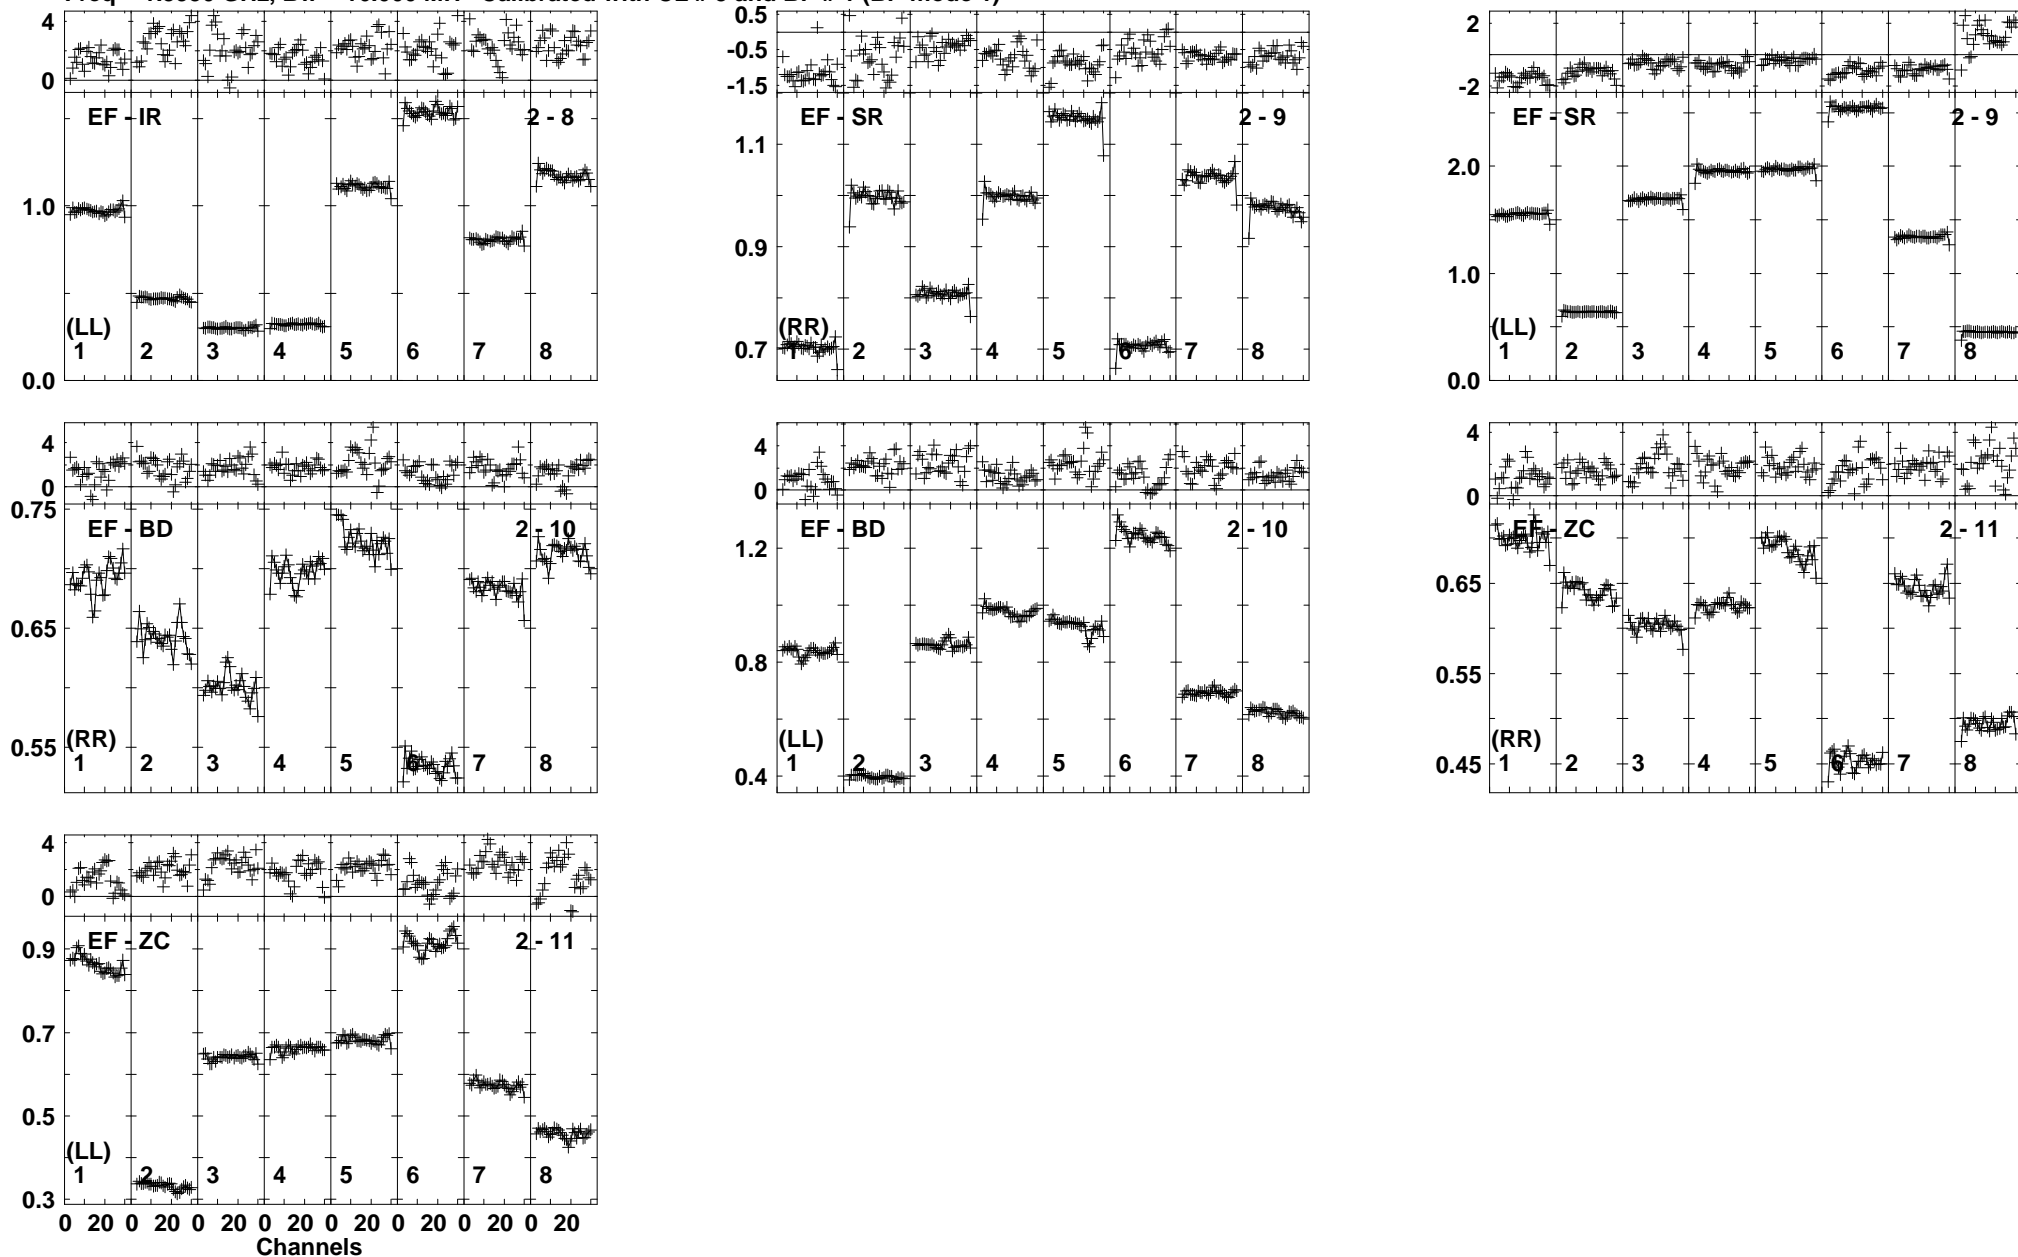 4 0 0.5 -0.5 -1.5 2 0 -2
EF - IR 2 - 8 EF - SR 2 - 9 EF - SR 2 - 9
1.0 0.0 1.1 0.9 0.7 2.0 1.0 0.0
(LL) (RR) (LL)
1 2 3 4 5 6 7 8 1 2 3 4 5 6 7 8 1 2 3 4 5 6 7 8
4 0 4 0 4 0
EF - BD 2 - 10 EF - BD 2 - 10 EF - ZC 2 - 11
0.75 0.65 0.55 1.2 0.8 0.4 0.65 0.55 0.45
(RR) (LL) (RR)
1 2 3 4 5 6 7 8 1 2 3 4 5 6 7 8 1 2 3 4 5 6 7 8
4 0
EF - ZC 2 - 11
0.9 0.7 0.5 0.3
(LL)
1 2 3 4 5 6 7 8
0 20 0 20 0 20 0 20 0 20 0 20 0 20 0 20
Channels